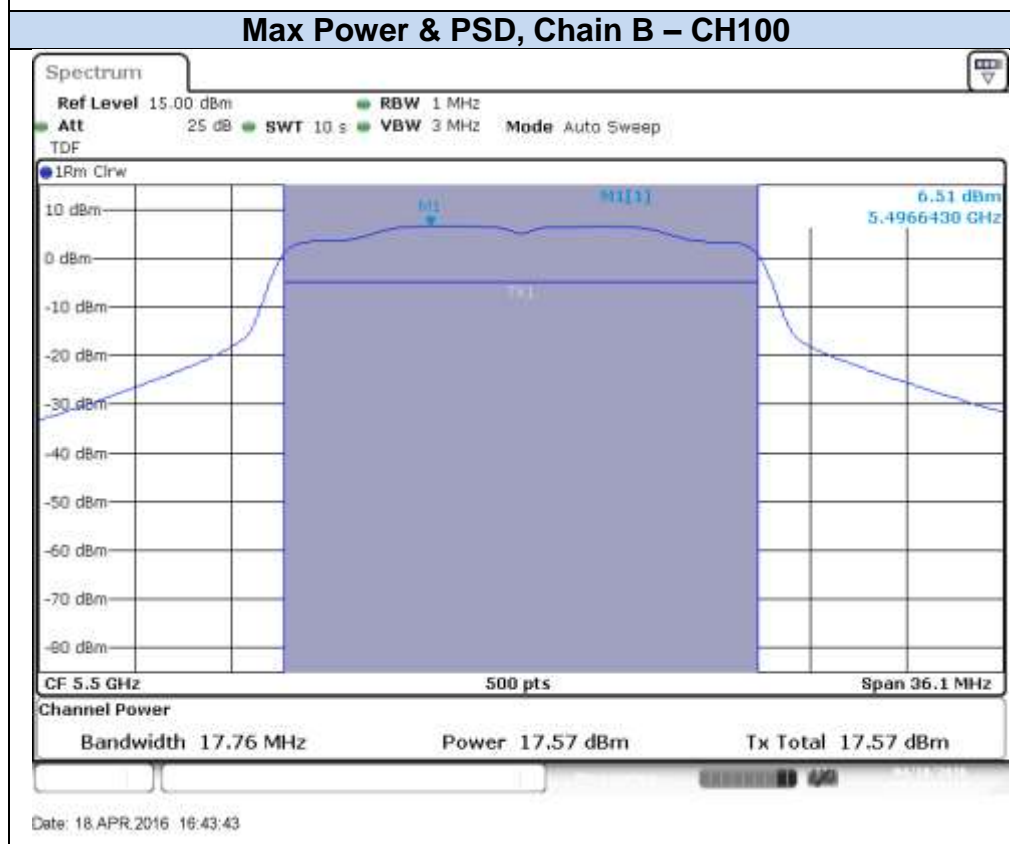 Max Power & PSD, Chain B – CH100
Spectrum
Ref Level 15.00 dBm RBW 1 MHz
Att 25 dB SWT 10 s VBW 3 MHz Mode Auto Sweep
TDF
1Rm Clrw
M1[1] 6.51 dBm
5.4966430 GHz
M1
10 dBm
0 dBm
-10 dBm
Tx1
-20 dBm
-30 dBm
-40 dBm
-50 dBm
-60 dBm
-70 dBm
-80 dBm
CF 5.5 GHz 500 pts Span 36.1 MHz
Channel Power
Bandwidth 17.76 MHz Power 17.57 dBm Tx Total 17.57 dBm
Date: 18.APR.2016 16:43:43